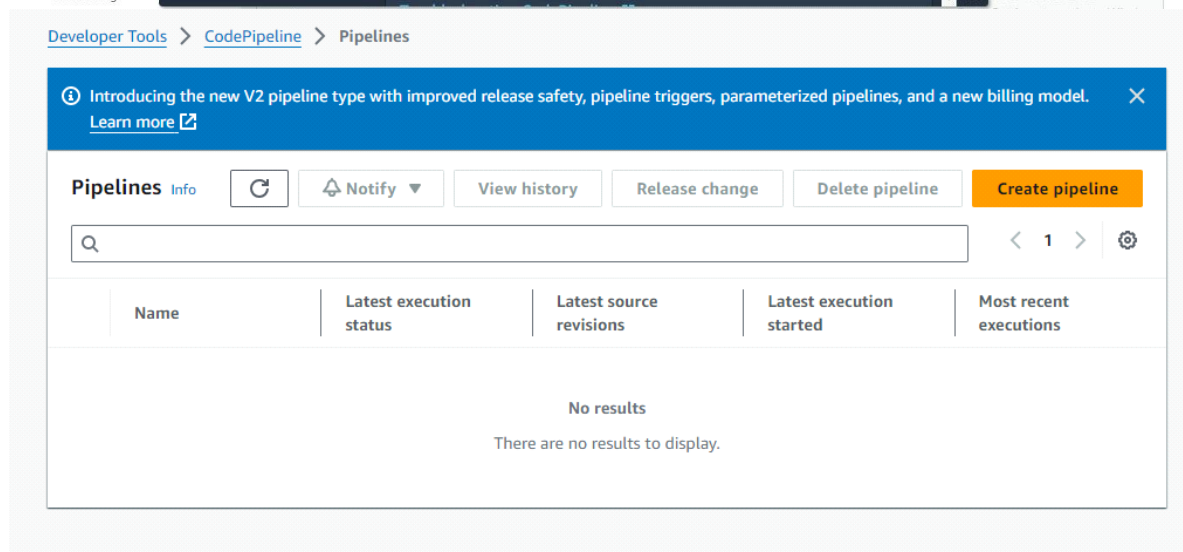 Developer Tools > CodePipeline > Pipelines
Introducing the new V2 pipeline type with improved release safety, pipeline triggers, parameterized pipelines, and a new billing model.
Learn more
Pipelines Info Notify ▼ View history Release change Delete pipeline Create pipeline
< 1 >
Name Latest execution status Latest source revisions Latest execution started Most recent executions
No results
There are no results to display.